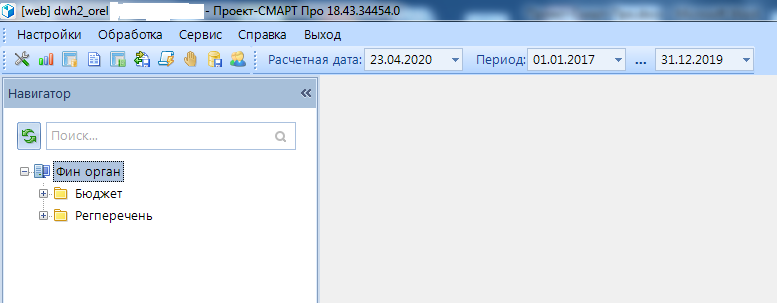 [web] dwh2_orel - Проект-СМАРТ Про 18.43.34454.0
Настройки Обработка Сервис Справка Выход
Расчетная дата: 23.04.2020 Период: 01.01.2017 ... 31.12.2019
Навигатор «
Поиск...
Фин орган
Бюджет
Регперечень